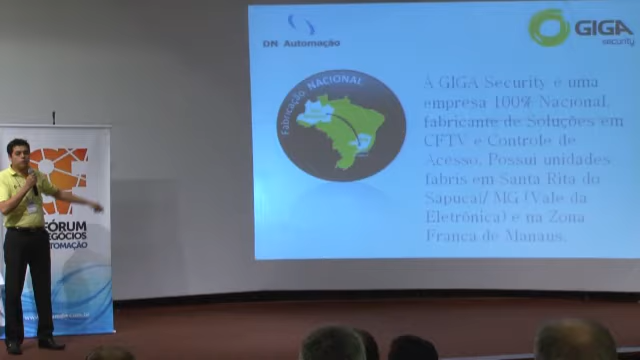 DN Automação
GIGA
security
Fabricação NACIONAL
A GIGA Security é uma
empresa 100% Nacional,
fabricante de Soluções em
CFTV e Controle de
Acesso. Possui unidades
fabris em Santa Rita do
Sapucaí/ MG (Vale da
Eletrônica) e na Zona
Franca de Manaus.
FÓRUM
NEGÓCIOS
AUTOMAÇÃO